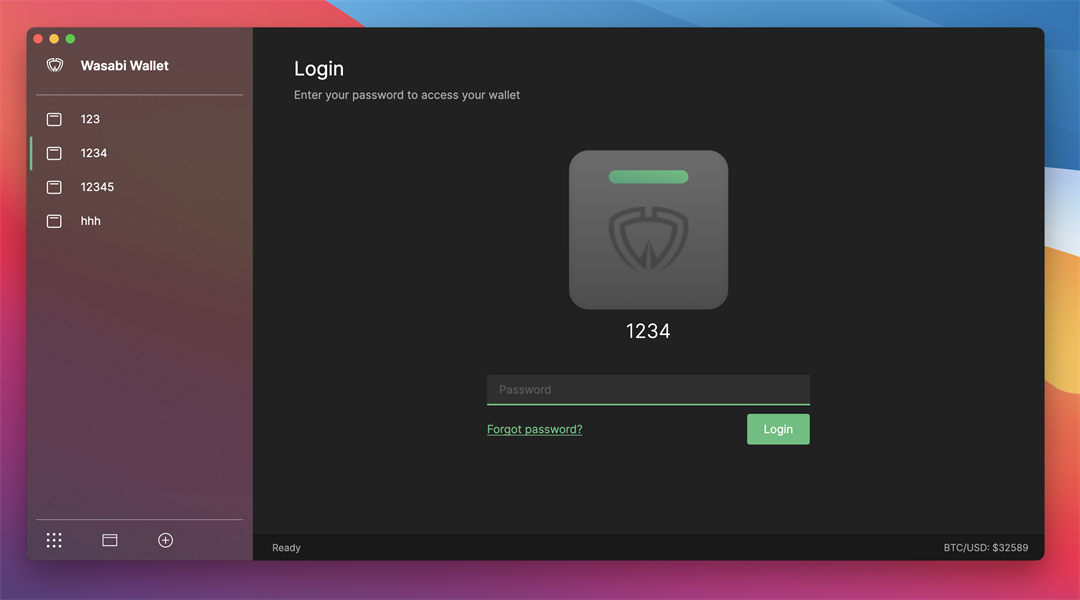 Wasabi Wallet
123
1234
12345
hhh
Login
Enter your password to access your wallet
1234
Password
Forgot password?
Login
Ready
BTC/USD: $32589